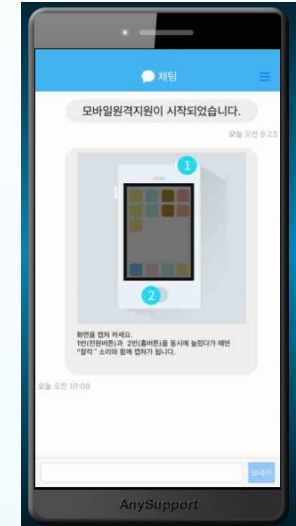 채팅
모바일원격지원이 시작되었습니다.
오늘 오전 9:23
1
2
화면을 캡쳐 하세요.
1번(전원버튼)과 2번(홈버튼)을 동시에 눌렀다가 떼면
"찰칵" 소리와 함께 캡쳐가 됩니다.
오늘 오전 10:00
보내기
AnySupport